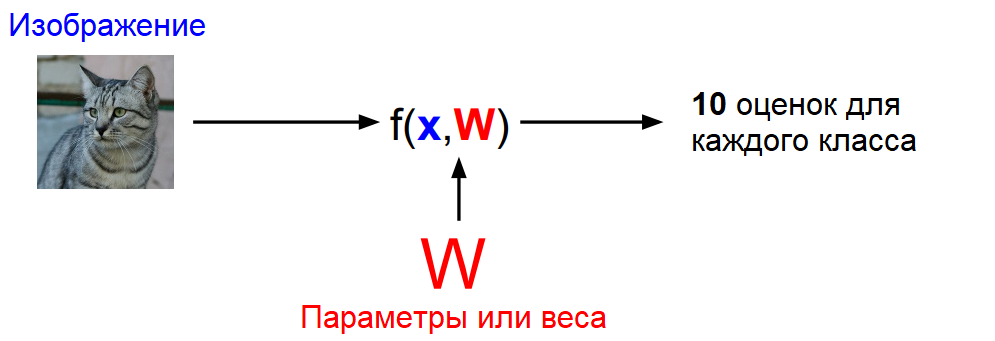 Изображение
f(x,W)
10 оценок для
каждого класса
W
Параметры или веса